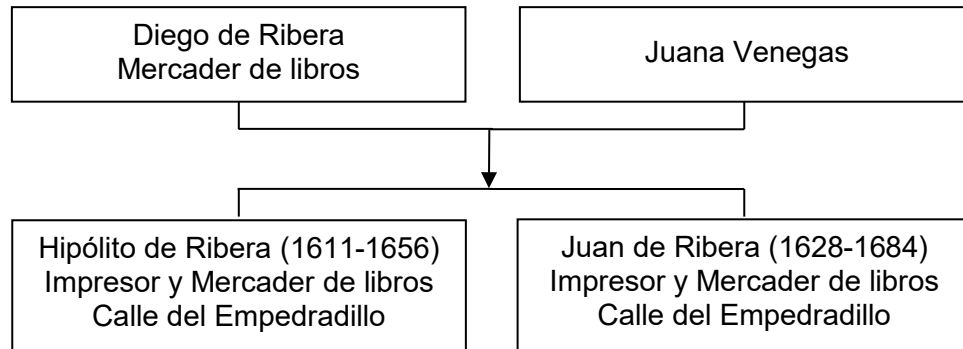 Diego de Ribera
Mercader de libros
Juana Venegas
Hipólito de Ribera (1611-1656)
Impresor y Mercader de libros
Calle del Empedradillo
Juan de Ribera (1628-1684)
Impresor y Mercader de libros
Calle del Empedradillo